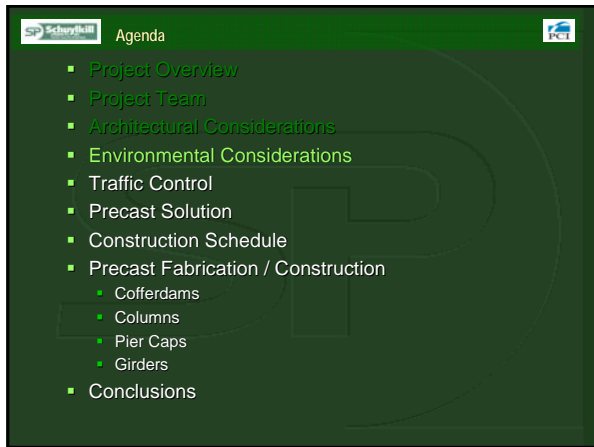 SP Schuylkill
Agenda
PCI
Project Overview
Project Team
Architectural Considerations
Environmental Considerations
Traffic Control
Precast Solution
Construction Schedule
Precast Fabrication / Construction
Cofferdams
Columns
Pier Caps
Girders
Conclusions
SP